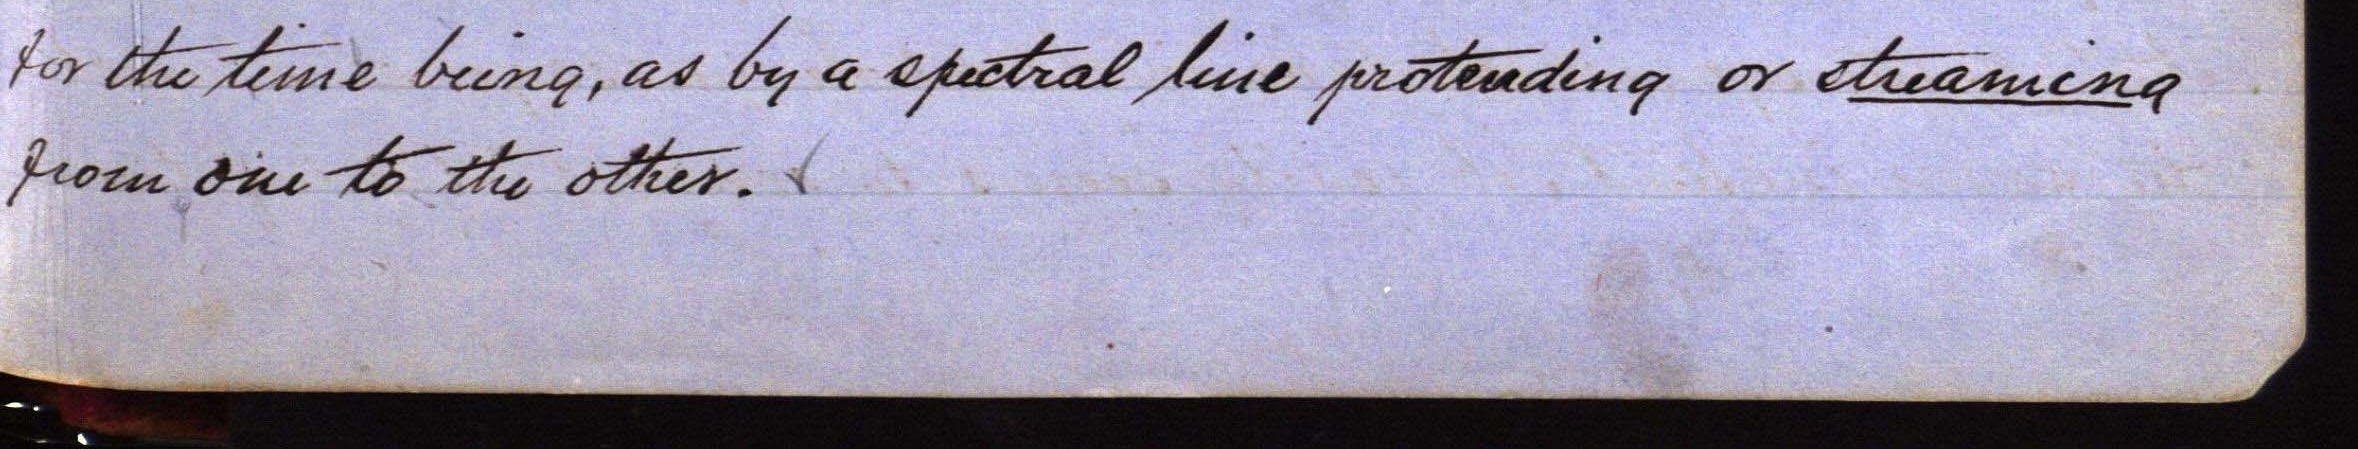 for the time being, as by a spectral line protending or streaming
from one to the other.